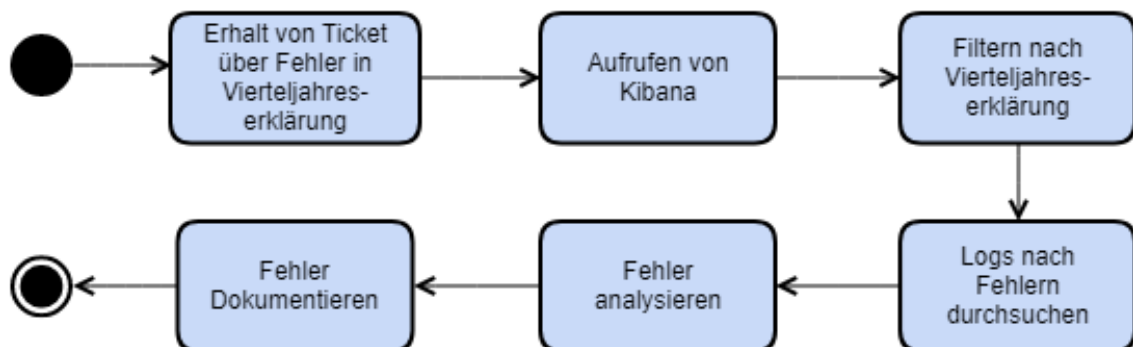 Erhalt von Ticket
über Fehler in
Vierteljahres-
erklärung
Aufrufen von
Kibana
Filtern nach
Vierteljahres-
erklärung
Logs nach
Fehlern
durchsuchen
Fehler
analysieren
Fehler
Dokumentieren